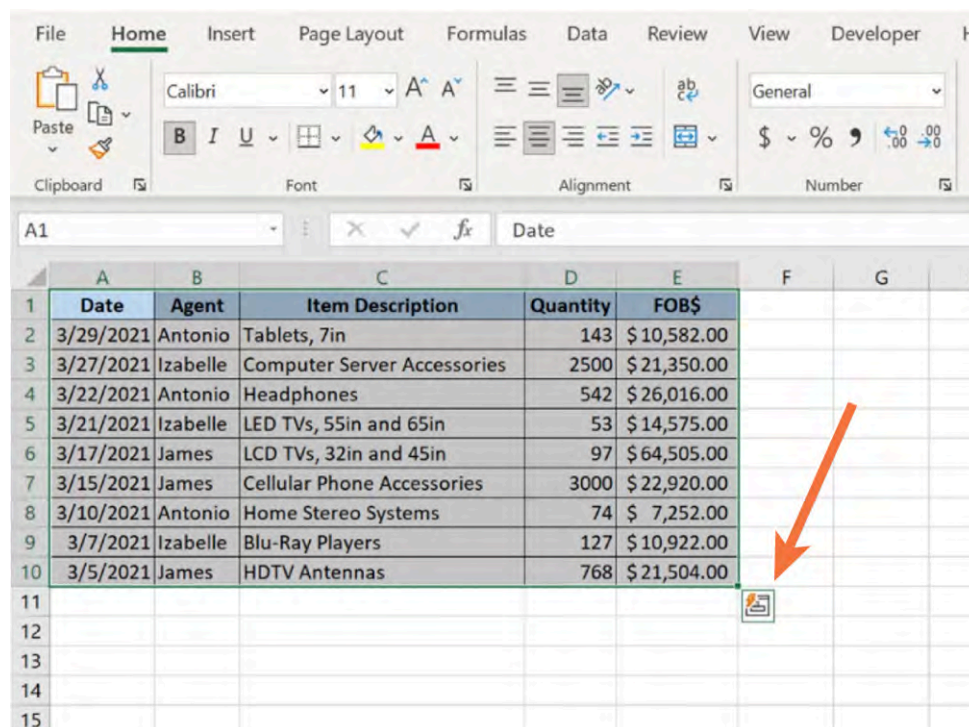 File Home Insert Page Layout Formulas Data Review View Developer H
Calibri 11 A A ab General
Paste B I U A c $ % , .00 .00
Clipboard Font Alignment Number
A1 fx Date
A B C D E F G
1 Date Agent Item Description Quantity FOB$
2 3/29/2021 Antonio Tablets, 7in 143 $10,582.00
3 3/27/2021 Izabelle Computer Server Accessories 2500 $21,350.00
4 3/22/2021 Antonio Headphones 542 $26,016.00
5 3/21/2021 Izabelle LED TVs, 55in and 65in 53 $14,575.00
6 3/17/2021 James LCD TVs, 32in and 45in 97 $64,505.00
7 3/15/2021 James Cellular Phone Accessories 3000 $22,920.00
8 3/10/2021 Antonio Home Stereo Systems 74 $ 7,252.00
9 3/7/2021 Izabelle Blu-Ray Players 127 $10,922.00
10 3/5/2021 James HDTV Antennas 768 $21,504.00
11
12
13
14
15